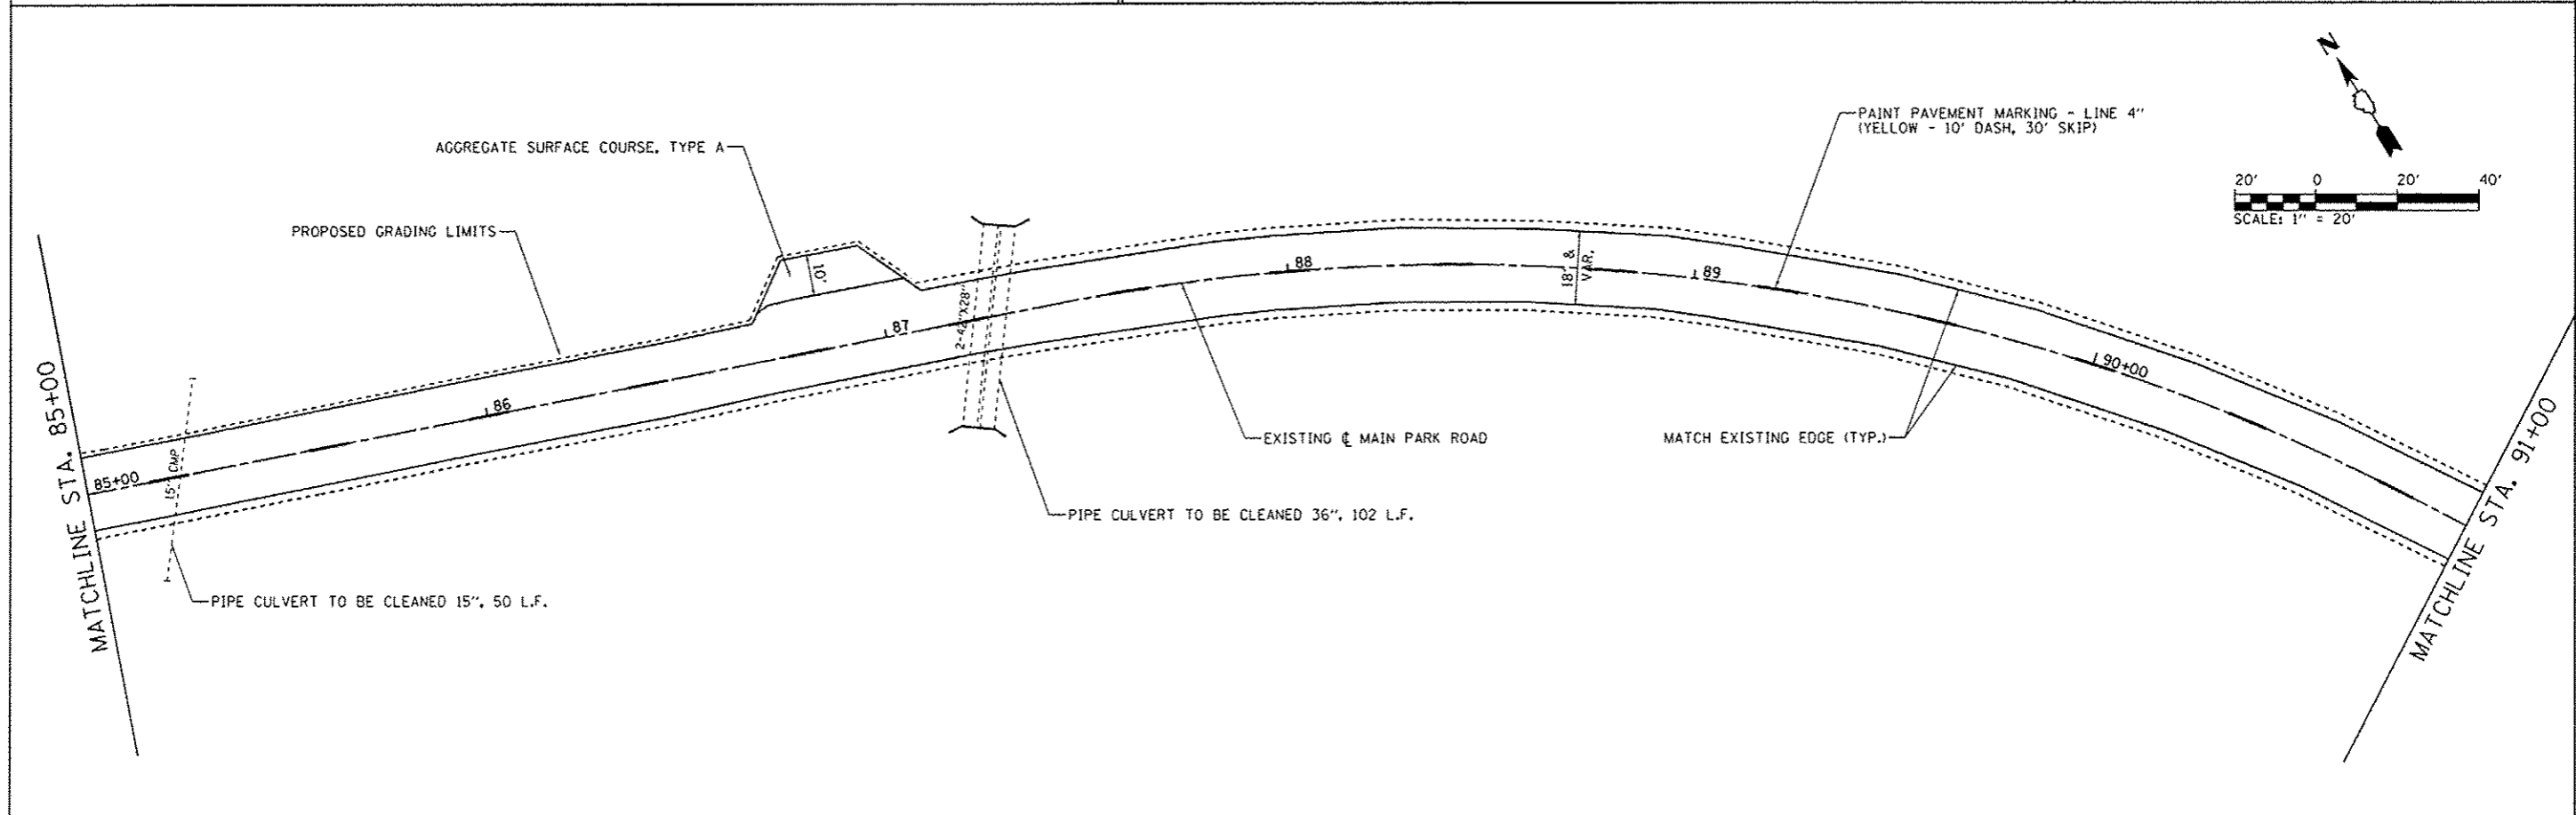 N
PAINT PAVEMENT MARKING - LINE 4"
(YELLOW - 10' DASH, 30' SKIP)
AGGREGATE SURFACE COURSE, TYPE A
20' 0 20' 40'
SCALE: 1" = 20'
PROPOSED GRADING LIMITS
10'
18' &
VAR.
88
89
2-42"X28"
87
90+00
86
MATCHLINE STA. 85+00
85+00
15" CMP
EXISTING ℄ MAIN PARK ROAD
MATCH EXISTING EDGE (TYP.)
MATCHLINE STA. 91+00
PIPE CULVERT TO BE CLEANED 36", 102 L.F.
PIPE CULVERT TO BE CLEANED 15", 50 L.F.